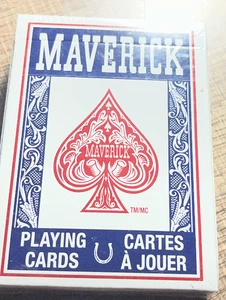 MAVERICK
MAVERICK
TM/MC
PLAYING CARTES
CARDS À JOUER